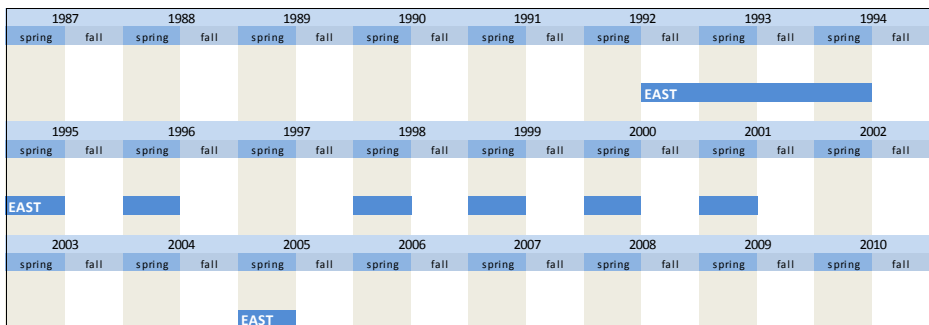 1987 1988 1989 1990 1991 1992 1993 1994
spring fall spring fall spring fall spring fall spring fall spring fall spring fall spring fall
EAST
1995 1996 1997 1998 1999 2000 2001 2002
spring fall spring fall spring fall spring fall spring fall spring fall spring fall spring fall
EAST
2003 2004 2005 2006 2007 2008 2009 2010
spring fall spring fall spring fall spring fall spring fall spring fall spring fall spring fall
EAST